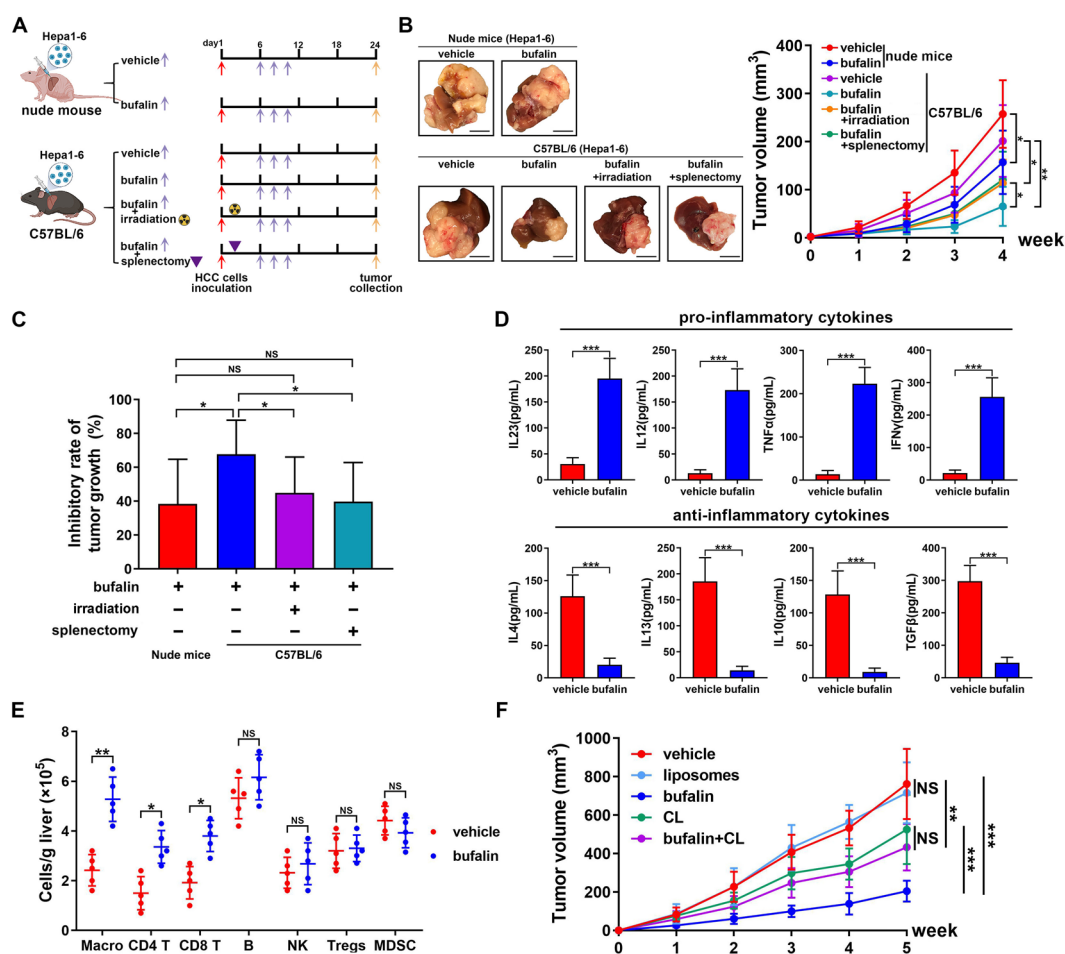 A
Hepa1-6
nude mouse
vehicle
bufalin
Hepa1-6
C57BL/6
vehicle
bufalin
bufalin
+
irradiation
bufalin
+
splenectomy
day1 6 12 18 24
HCC cells
inoculation
tumor
collection
B
Nude mice (Hepa1-6)
vehicle bufalin
C57BL/6 (Hepa1-6)
vehicle bufalin bufalin
+irradiation
bufalin
+splenectomy
Tumor volume (mm3)
400
300
200
100
0
0 1 2 3 4 week
vehicle
bufalin
nude mice
vehicle
bufalin
bufalin
+irradiation
bufalin
+splenectomy
C57BL/6
* * ** *
C
Inhibitory rate of
tumor growth (%)
100
80
60
40
20
0
NS
NS
*
* *
bufalin + + + +
irradiation − − + −
splenectomy − − − +
Nude mice C57BL/6
D
pro-inflammatory cytokines
IL23(pg/mL)
250
200
150
100
50
0
***
vehicle bufalin
IL12(pg/mL)
250
200
150
100
50
0
***
vehicle bufalin
TNFα(pg/mL)
300
200
100
0
***
vehicle bufalin
IFNγ(pg/mL)
400
300
200
100
0
***
vehicle bufalin
anti-inflammatory cytokines
IL4(pg/mL)
200
150
100
50
0
***
vehicle bufalin
IL13(pg/mL)
250
200
150
100
50
0
***
vehicle bufalin
IL10(pg/mL)
200
150
100
50
0
***
vehicle bufalin
TGFβ(pg/mL)
400
300
200
100
0
***
vehicle bufalin
E
Cells/g liver (×10⁵)
8
6
4
2
0
** * * NS NS NS NS
Macro CD4 T CD8 T B NK Tregs MDSC
vehicle
bufalin
F
Tumor volume (mm3)
1000
800
600
400
200
0
0 1 2 3 4 5 week
vehicle
liposomes
bufalin
CL
bufalin+CL
NS
NS
**
***
***